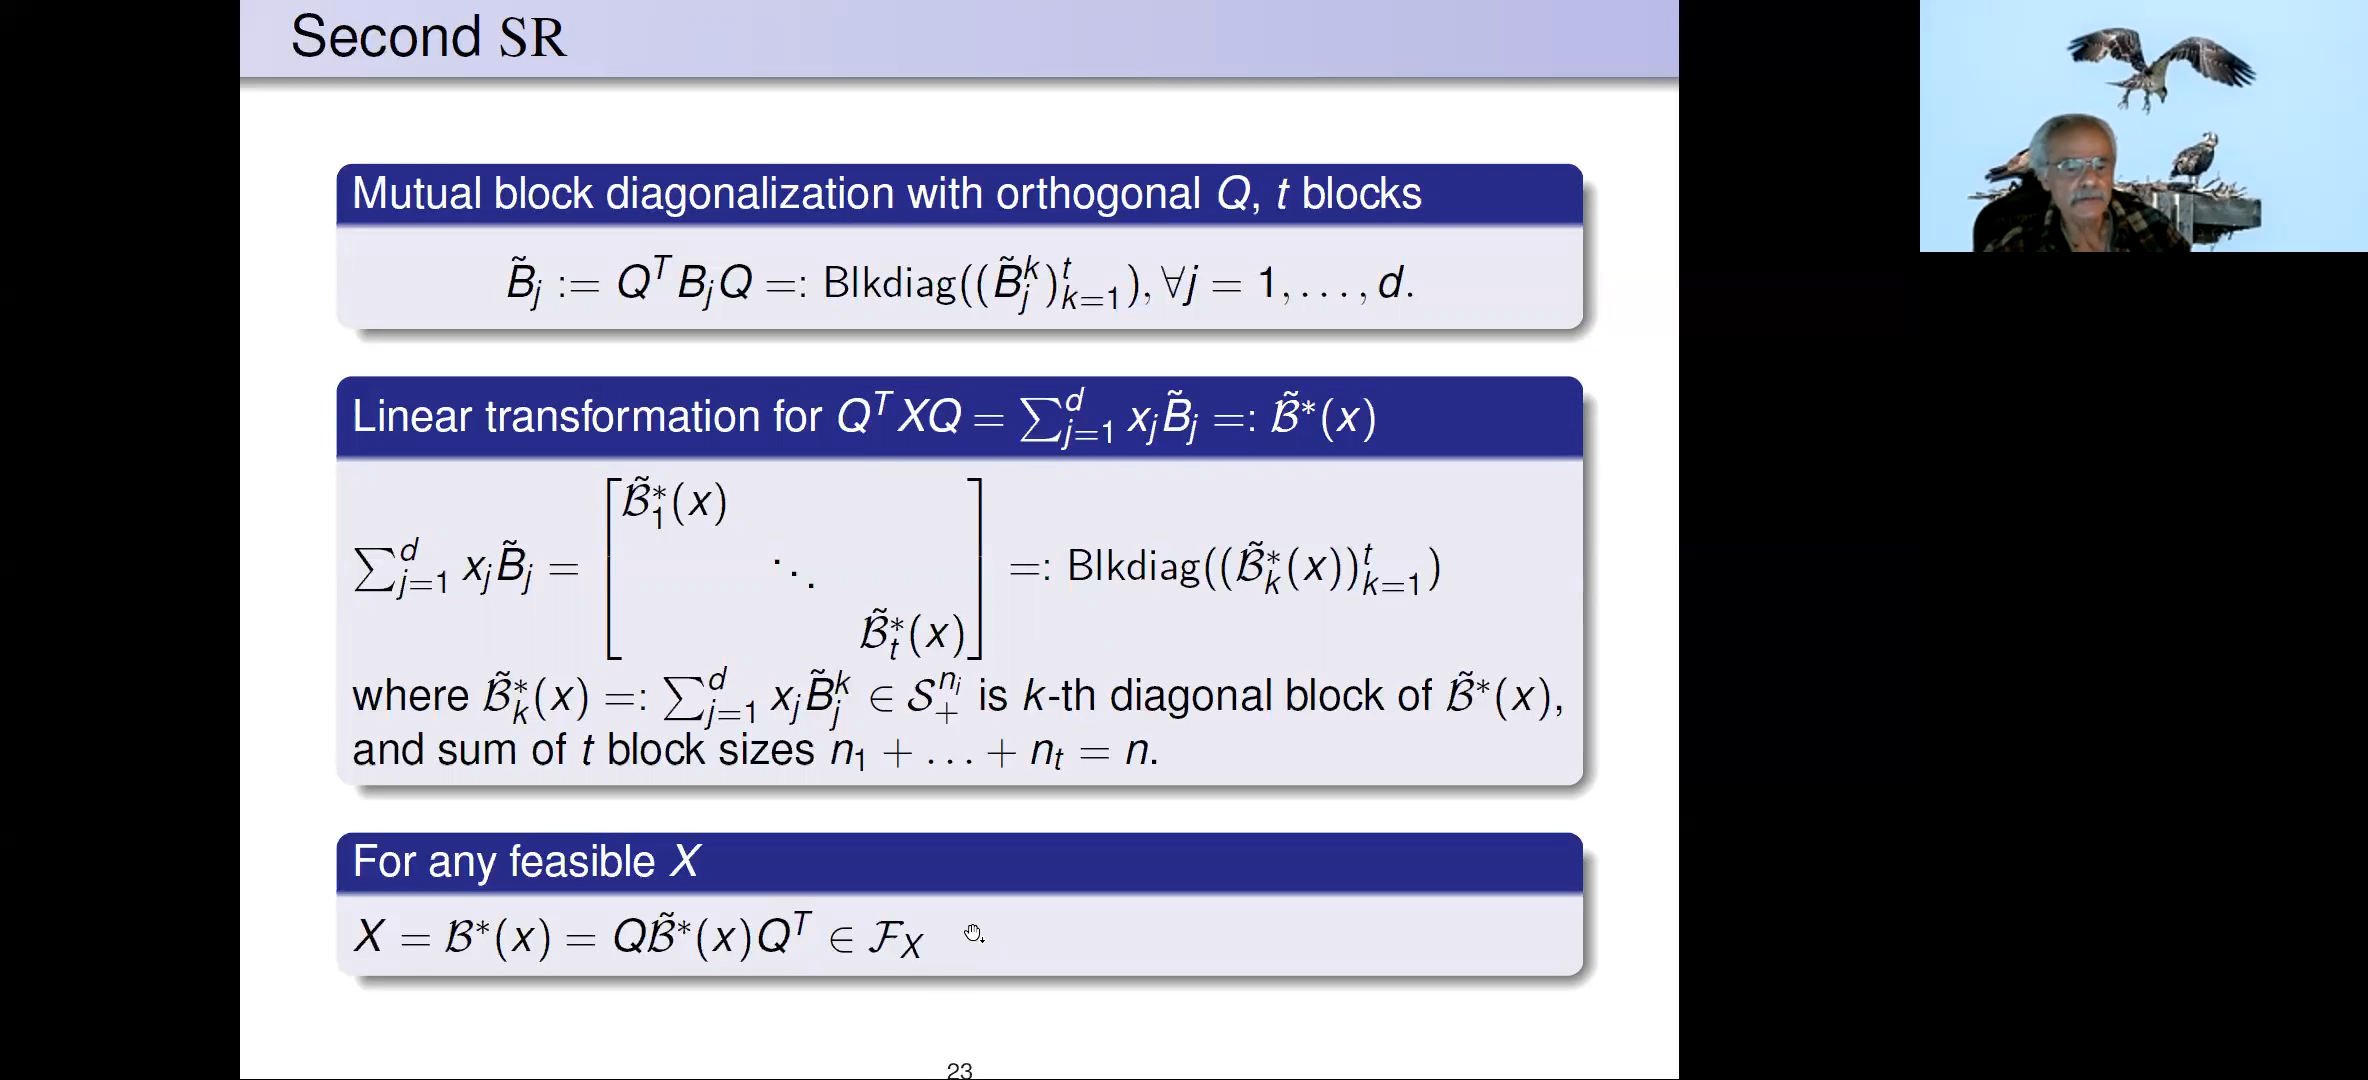 Second SR
Mutual block diagonalization with orthogonal Q, t blocks
B̃_j := Q^T B_j Q =: Blkdiag((B̃_j^k)_{k=1}^t), ∀j = 1, . . . , d.
Linear transformation for Q^T XQ = ∑_{j=1}^d x_j B̃_j =: ℬ̃*(x)
∑_{j=1}^d x_j B̃_j = [ ℬ̃_1^*(x) ⋱ ℬ̃_t^*(x) ] =: Blkdiag((ℬ̃_k^*(x))_{k=1}^t)
where ℬ̃_k^*(x) =: ∑_{j=1}^d x_j B̃_j^k ∈ 𝒮_+^{n_i} is k-th diagonal block of ℬ̃*(x),
and sum of t block sizes n_1 + . . . + n_t = n.
For any feasible X
X = ℬ*(x) = Qℬ̃*(x)Q^T ∈ ℱ_X
23